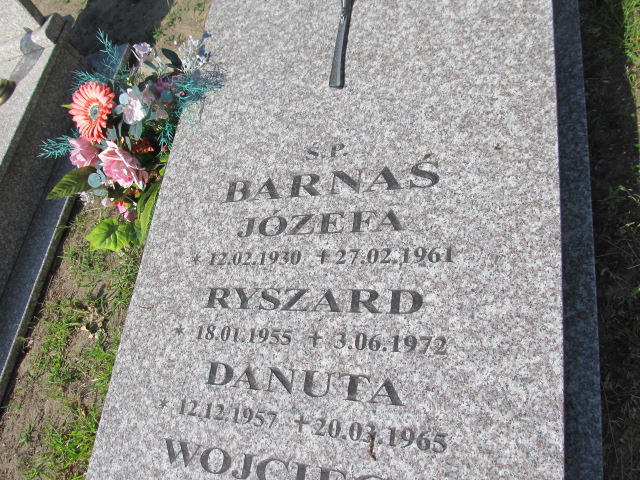 S.P.
BARNAŚ
JÓZEFA
* 12.02.1930 + 27.02.1961
RYSZARD
* 18.01.1955 + 3.06.1972
DANUTA
* 12.12.1957 + 20.03.1965